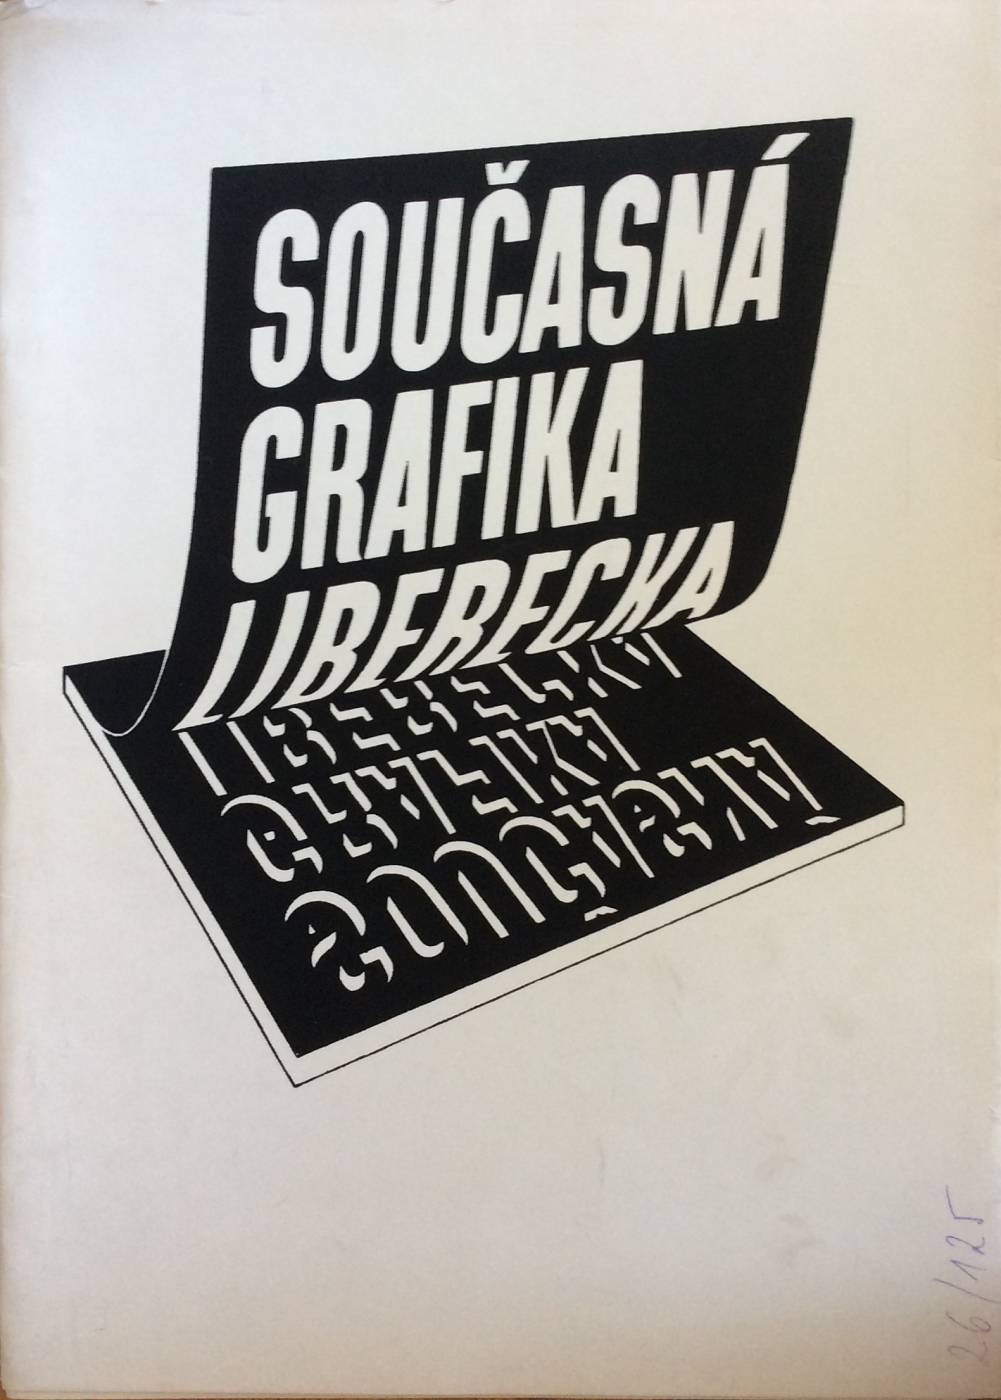 SOUČASNÁ
GRAFIKA
LIBERECKA
26/125